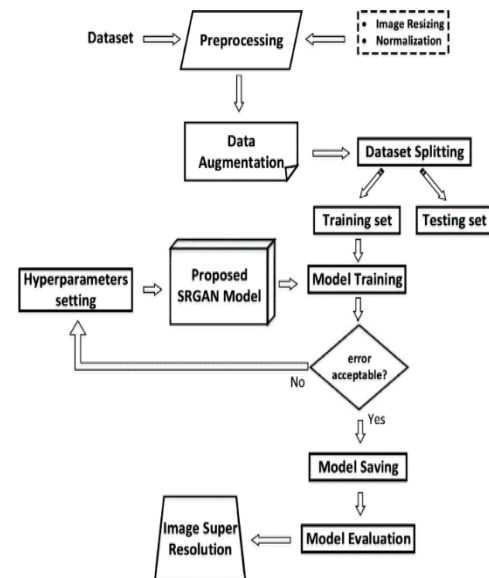 Dataset
Preprocessing
• Image Resizing
• Normalization
Data
Augmentation
Dataset Splitting
Training set
Testing set
Hyperparameters
setting
Proposed
SRGAN Model
Model Training
error
acceptable?
No
Yes
Model Saving
Image Super
Resolution
Model Evaluation